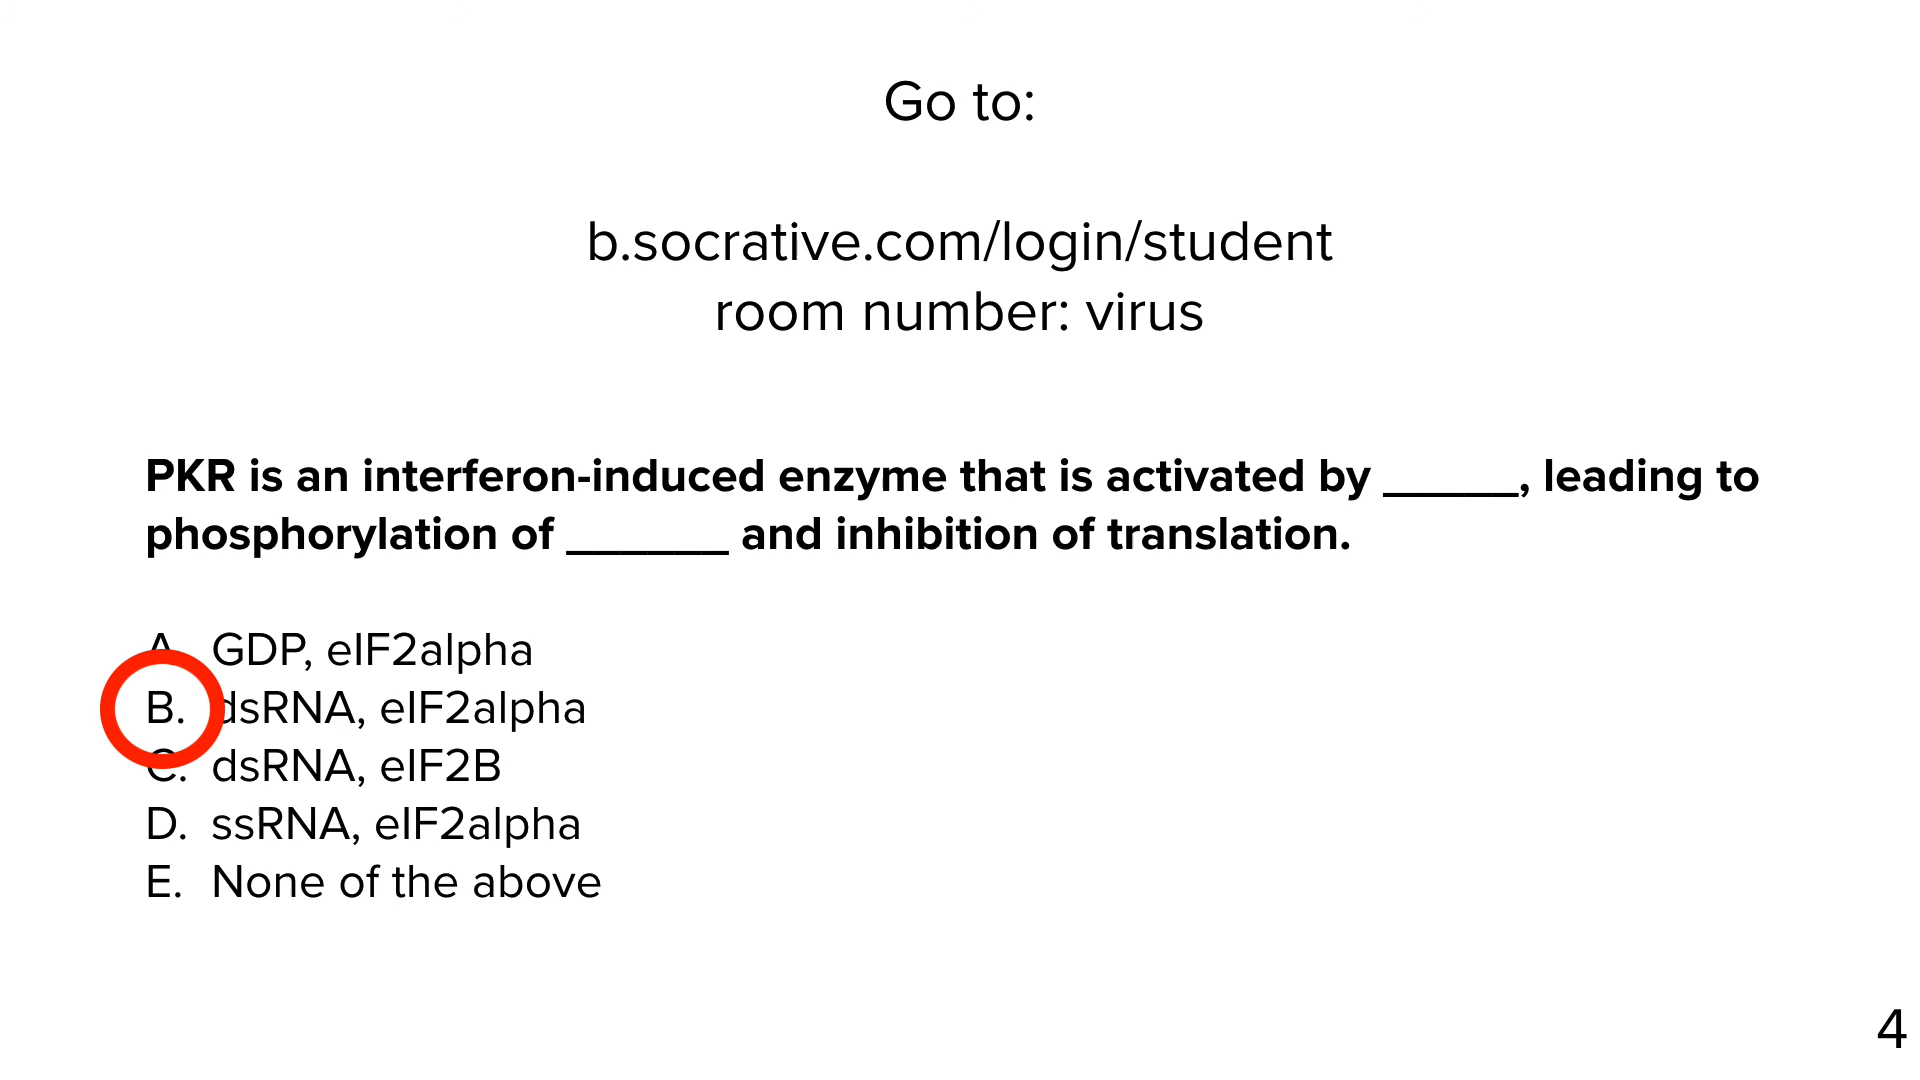 Go to:
b.socrative.com/login/student
room number: virus
PKR is an interferon-induced enzyme that is activated by _____, leading to
phosphorylation of ______ and inhibition of translation.
A. GDP, eIF2alpha
B. dsRNA, eIF2alpha
C. dsRNA, eIF2B
D. ssRNA, eIF2alpha
E. None of the above
4